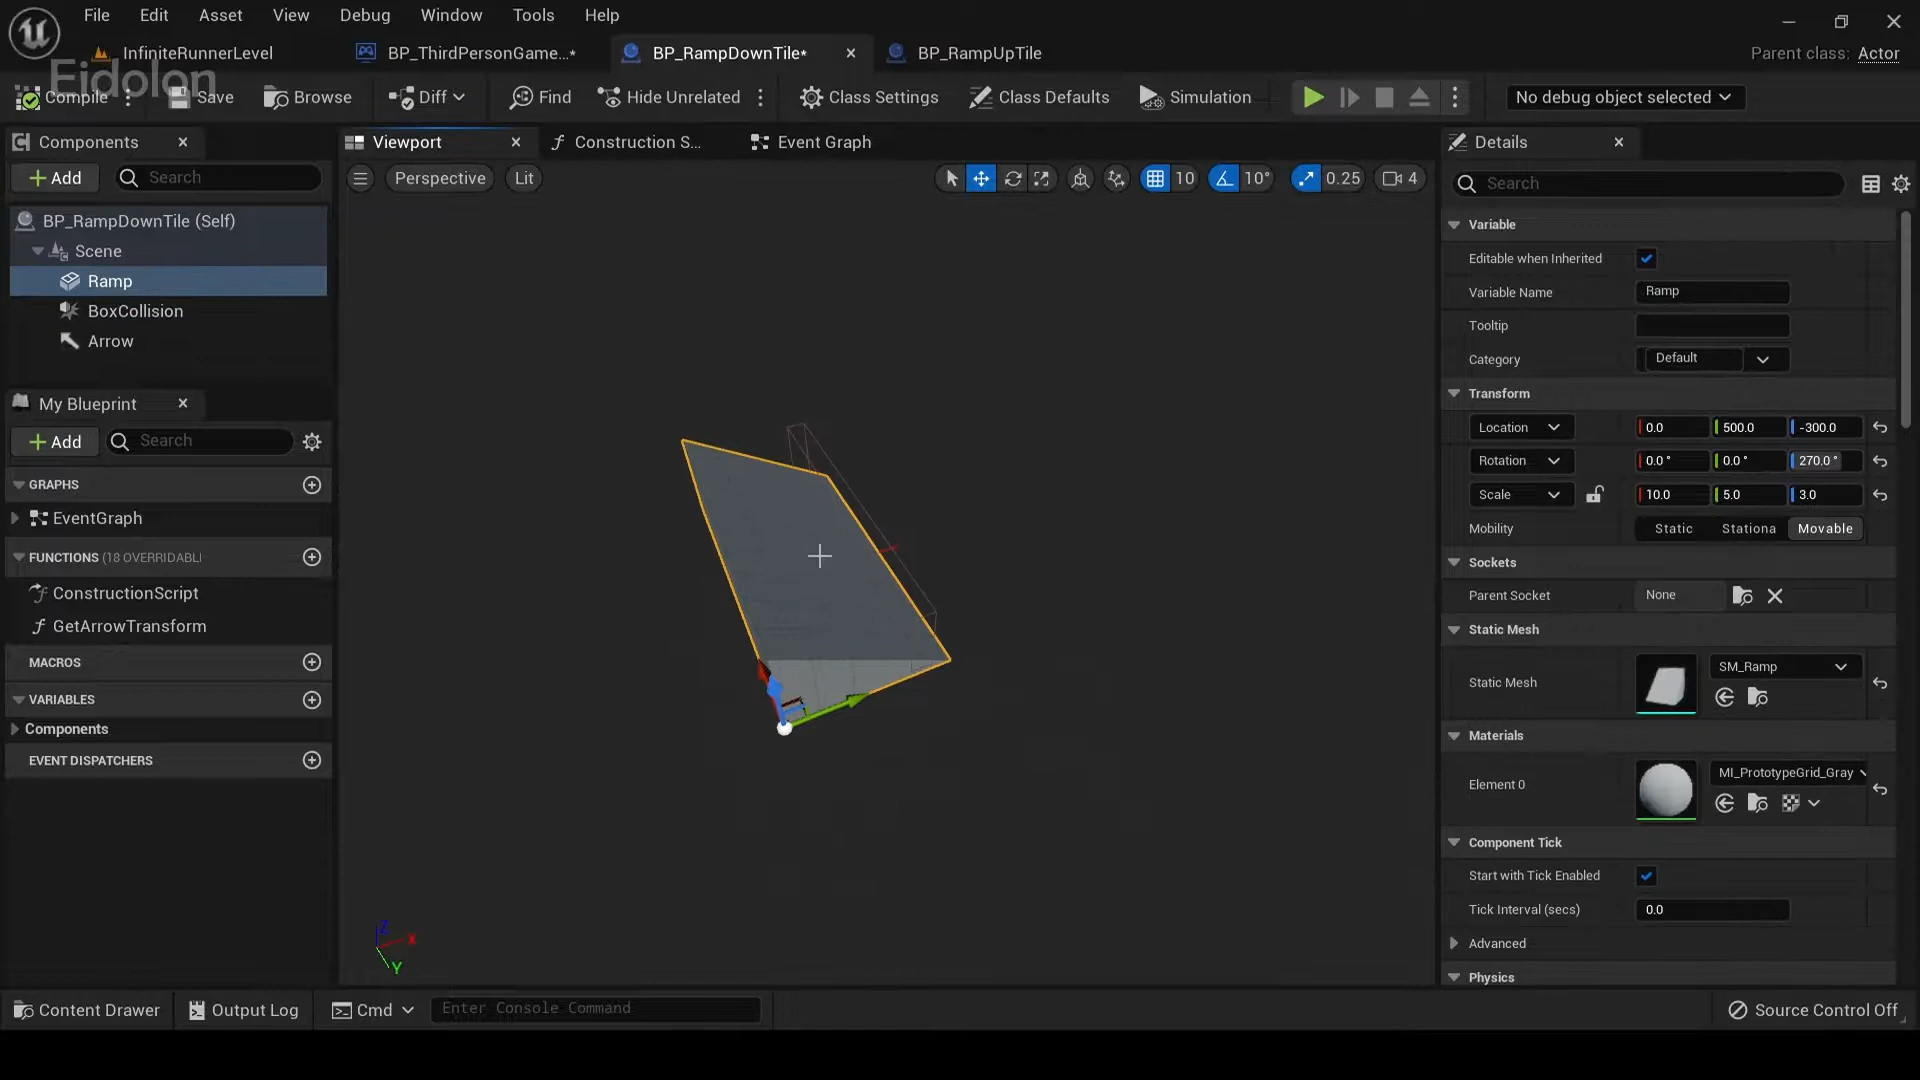 File Edit Asset View Debug Window Tools Help
InfiniteRunnerLevel BP_ThirdPersonGame...* BP_RampDownTile* BP_RampUpTile Parent class: Actor
Eidolon
Compile Save Browse Diff Find Hide Unrelated Class Settings Class Defaults Simulation No debug object selected
Components Viewport Construction S... Event Graph Details
Add Search Perspective Lit 10 10° 0.25 4 Search
BP_RampDownTile (Self)
Scene
Ramp
BoxCollision
Arrow
My Blueprint
Add Search
GRAPHS
EventGraph
FUNCTIONS (18 OVERRIDABLI
ConstructionScript
GetArrowTransform
MACROS
VARIABLES
Components
EVENT DISPATCHERS
Z X
Y
Variable
Editable when Inherited
Variable Name Ramp
Tooltip
Category Default
Transform
Location 0.0 500.0 -300.0
Rotation 0.0° 0.0° 270.0°
Scale 10.0 5.0 3.0
Mobility Static Stationa Movable
Sockets
Parent Socket None
Static Mesh
Static Mesh SM_Ramp
Materials
Element 0 MI_PrototypeGrid_Gray
Component Tick
Start with Tick Enabled
Tick Interval (secs) 0.0
Advanced
Physics
Content Drawer Output Log Cmd Enter Console Command Source Control Off